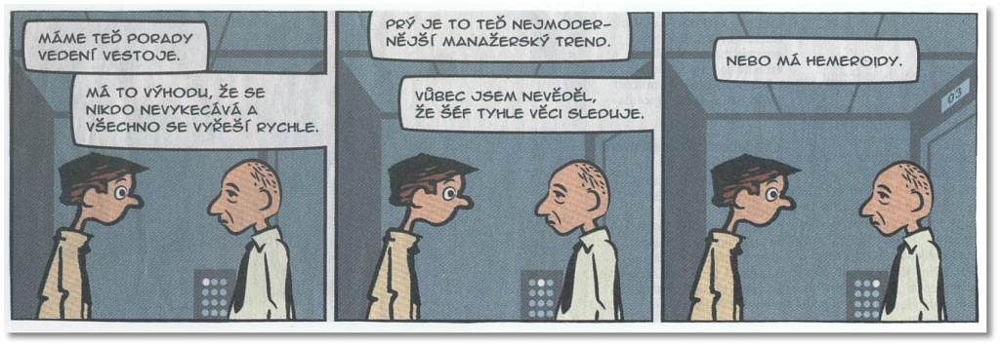 MÁME TEĎ PORADY
VEDENÍ VESTOJE.
MÁ TO VÝHODU, ŽE SE
NIKDO NEVYKECÁVÁ A
VŠECHNO SE VYŘEŠÍ RYCHLE.
PRÝ JE TO TEĎ NEJMODER-
NĚJŠÍ MANAŽERSKÝ TREND.
VŮBEC JSEM NEVĚDĚL,
ŽE ŠÉF TYHLE VĚCI SLEDUJE.
NEBO MÁ HEMEROIDY.
03